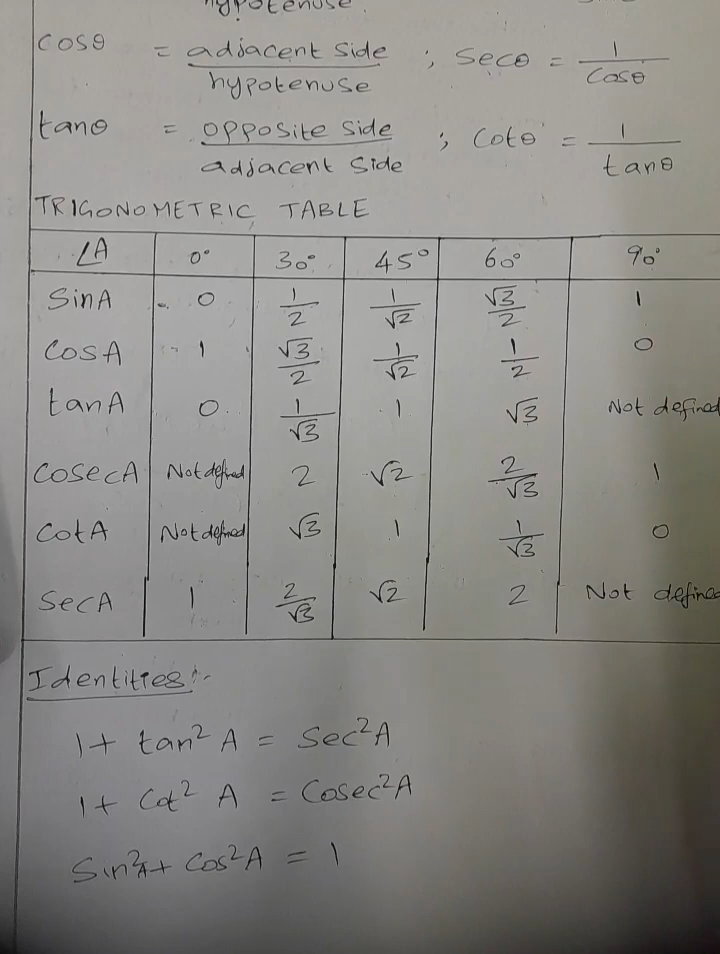 hypotenuse.
cosθ = adjacent side / hypotenuse ; secθ = 1 / cosθ
tanθ = opposite side / adjacent side ; cotθ = 1 / tanθ
TRIGONOMETRIC TABLE
∠A 0° 30° 45° 60° 90°
SinA 0 1/2 1/√2 √3/2 1
CosA 1 √3/2 1/√2 1/2 0
tanA 0 1/√3 1 √3 Not defined
CosecA Not defined 2 √2 2/√3 1
CotA Not defined √3 1 1/√3 0
SecA 1 2/√3 √2 2 Not defined
Identities:-
1+ tan²A = Sec²A
1+ Cot²A = Cosec²A
Sin²A+ Cos²A = 1